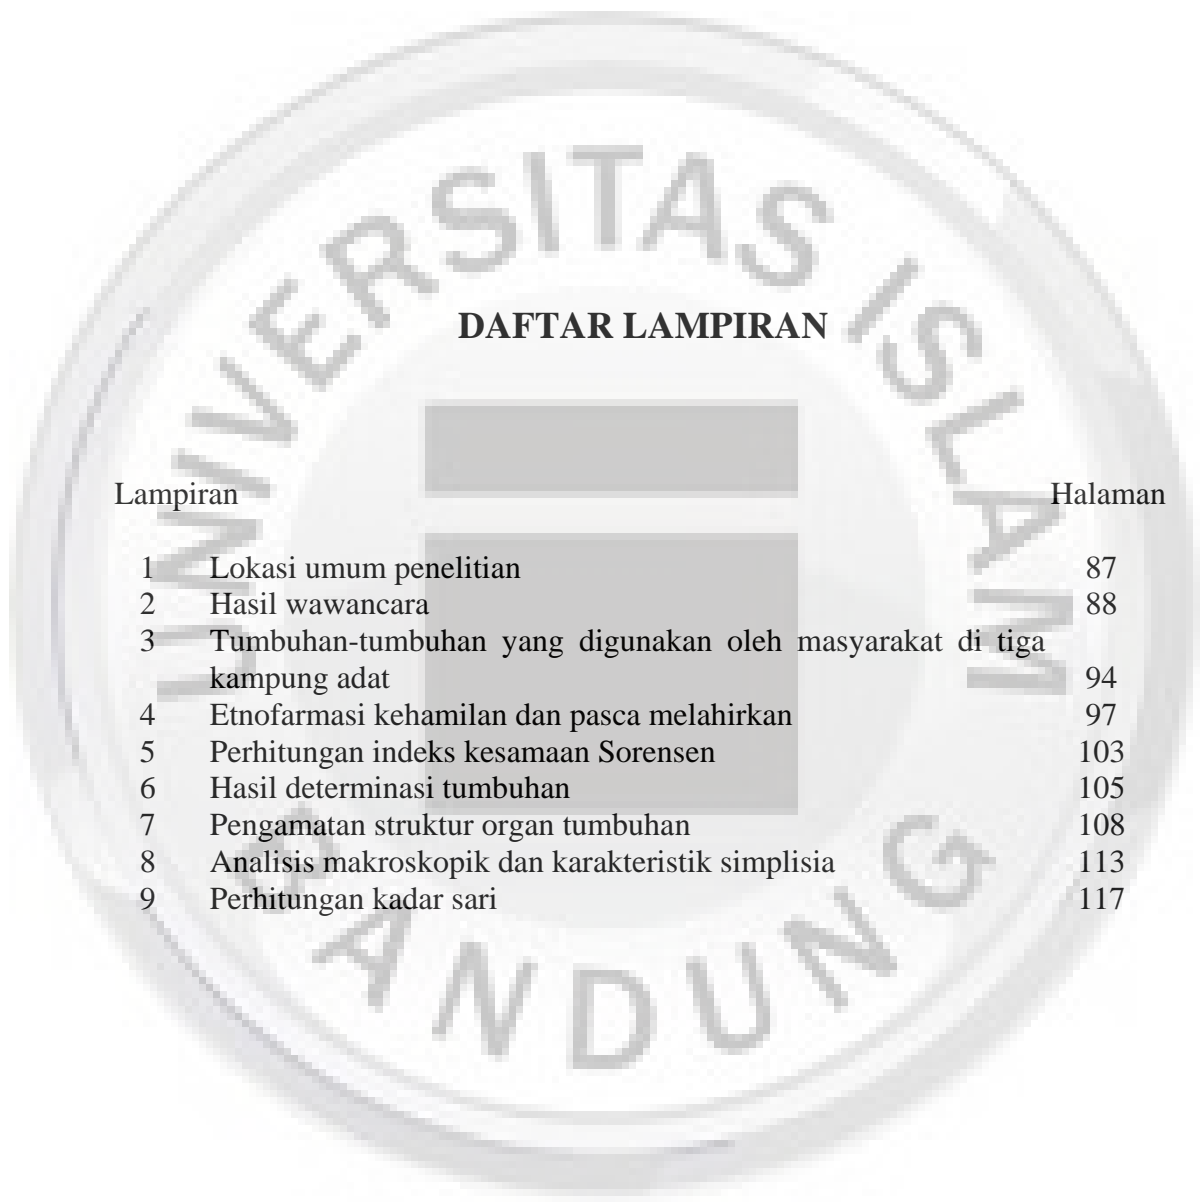 UNIVERSITAS ISLAM
DAFTAR LAMPIRAN
Lampiran Halaman
1 Lokasi umum penelitian 87
2 Hasil wawancara 88
3 Tumbuhan-tumbuhan yang digunakan oleh masyarakat di tiga
kampung adat 94
4 Etnofarmasi kehamilan dan pasca melahirkan 97
5 Perhitungan indeks kesamaan Sorensen 103
6 Hasil determinasi tumbuhan 105
7 Pengamatan struktur organ tumbuhan 108
8 Analisis makroskopik dan karakteristik simplisia 113
9 Perhitungan kadar sari 117
BANDUNG